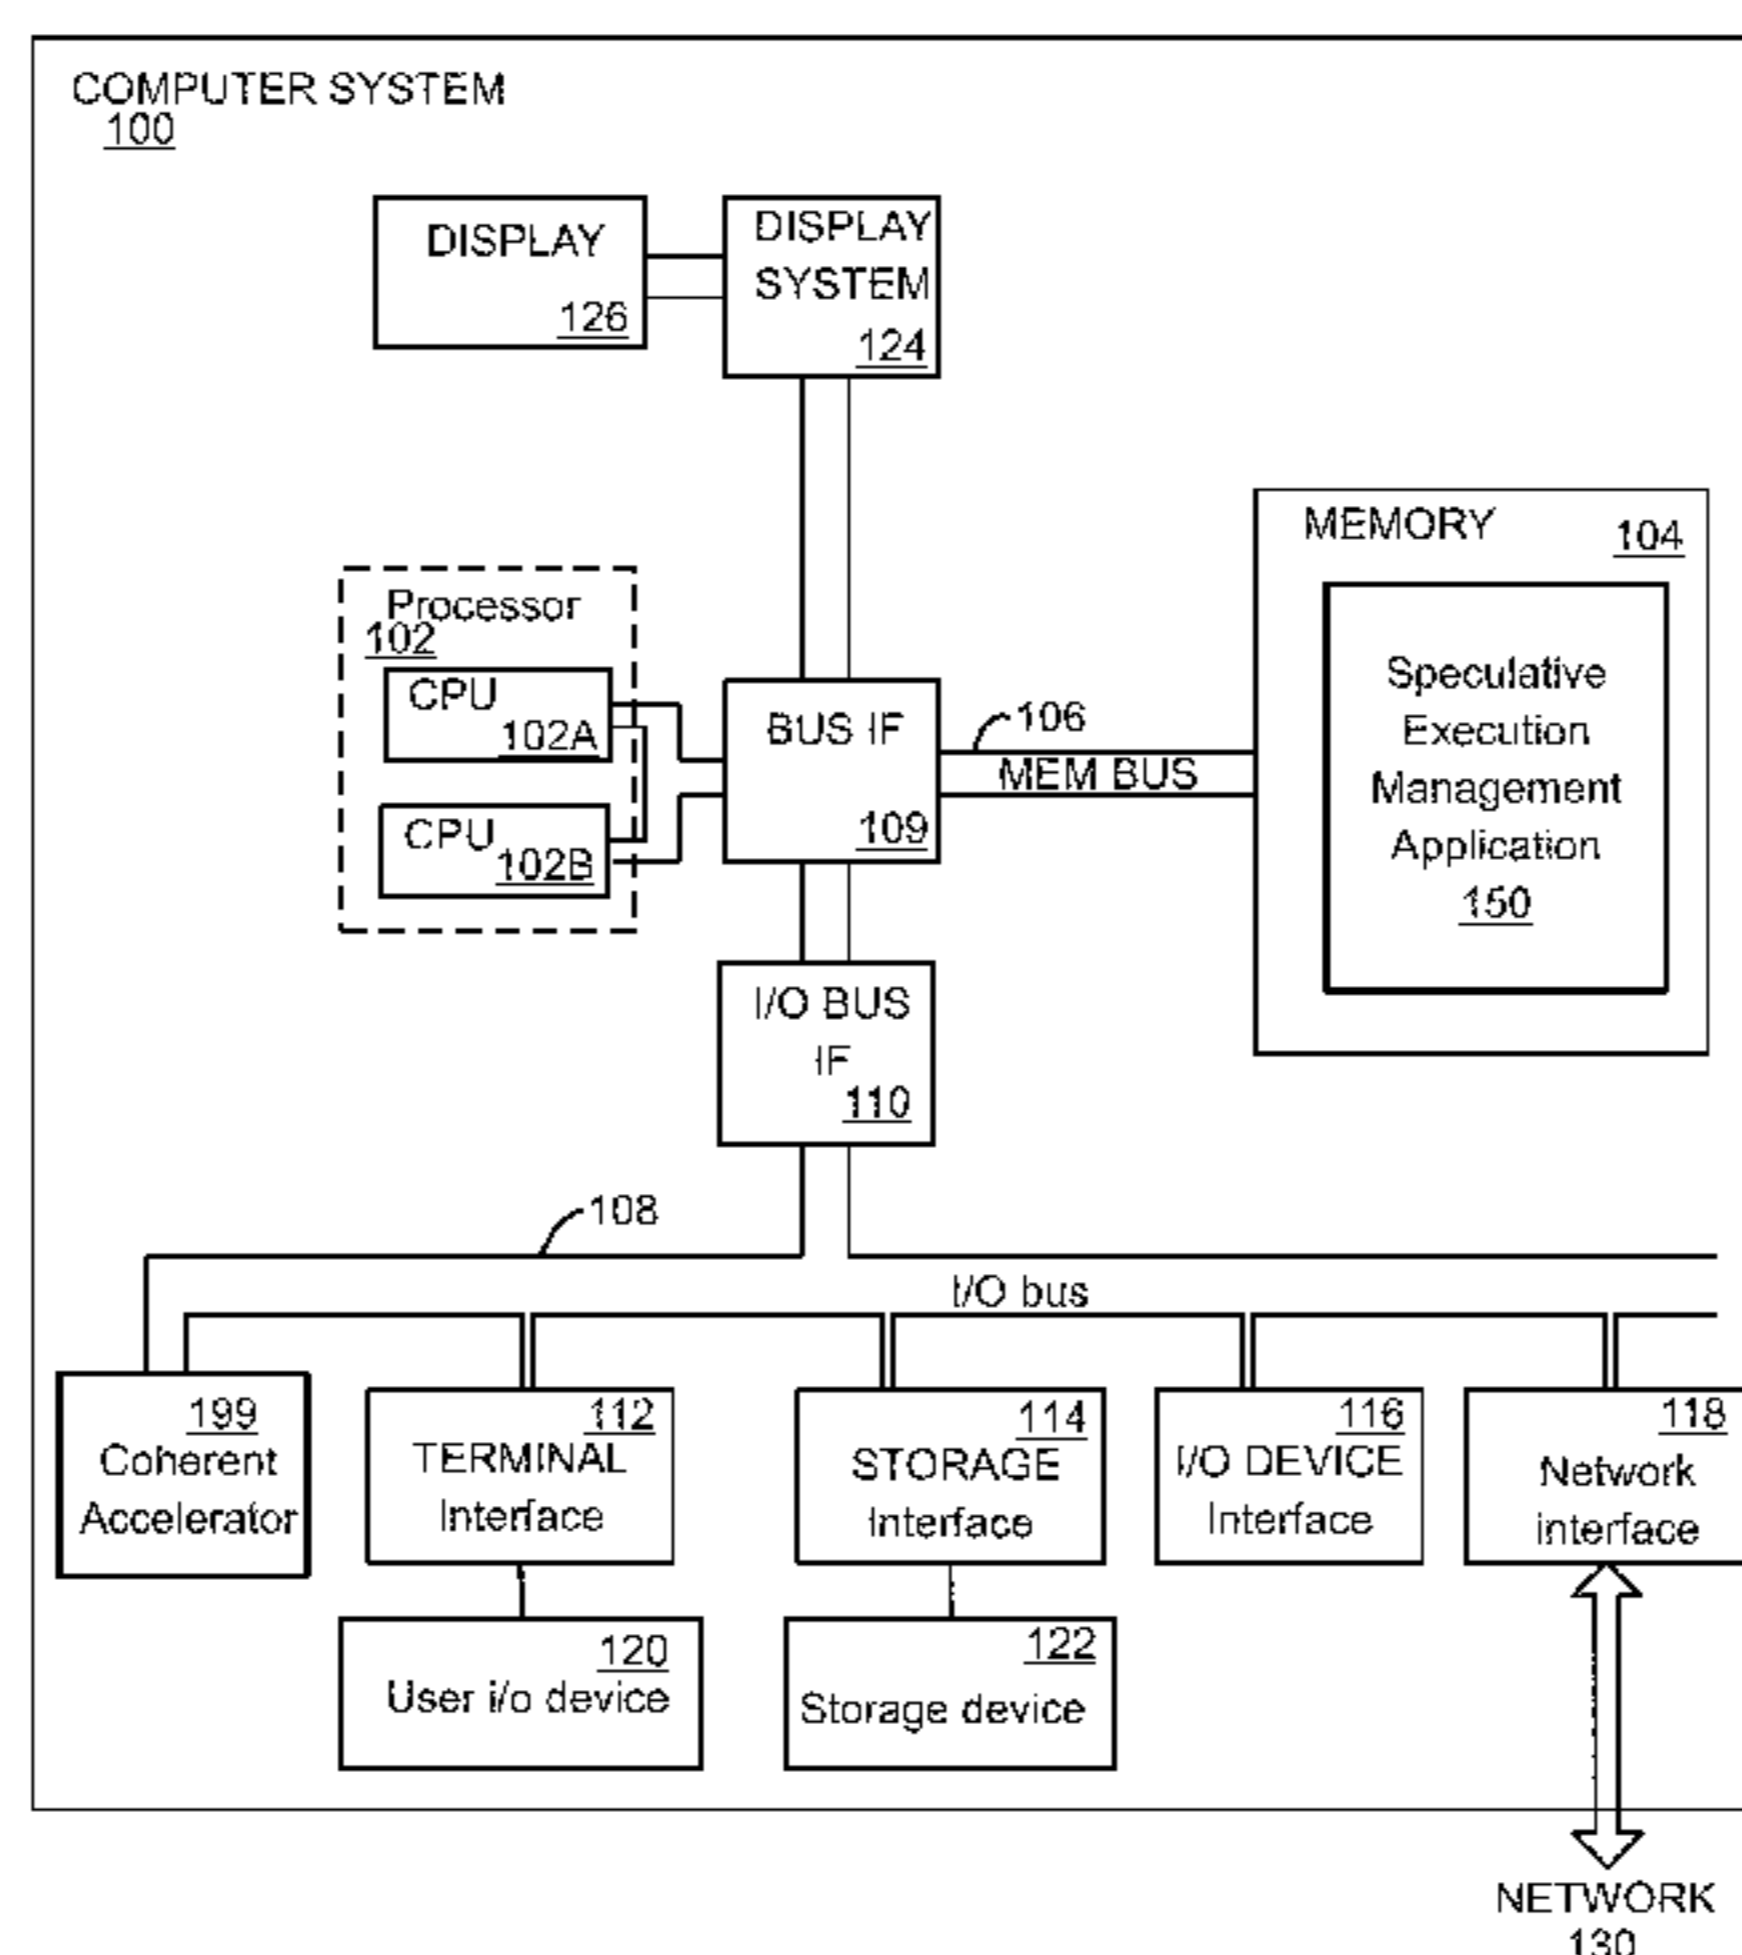 COMPUTER SYSTEM
100
DISPLAY
126
DISPLAY
SYSTEM
124
MEMORY
104
Speculative
Execution
Management
Application
150
Processor
102
CPU
102A
CPU
102B
BUS IF
109
106
MEM BUS
I/O BUS
IF
110
108
I/O bus
199
Coherent
Accelerator
112
TERMINAL
Interface
114
STORAGE
Interface
116
I/O DEVICE
Interface
118
Network
interface
120
User i/o device
122
Storage device
NETWORK
130